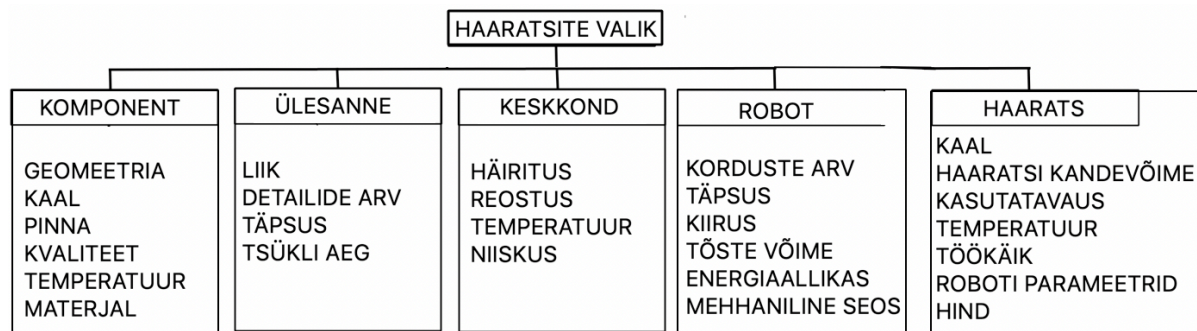 HAARATSITE VALIK
KOMPONENT
GEOMEETRIA
KAAL
PINNA
KVALITEET
TEMPERATUUR
MATERJAL
ÜLESANNE
LIIK
DETAILIDE ARV
TÄPSUS
TSÜKLI AEG
KESKKOND
HÄIRITUS
REOSTUS
TEMPERATUUR
NIISKUS
ROBOT
KORDUSTE ARV
TÄPSUS
KIIRUS
TÕSTE VÕIME
ENERGIAALLIKAS
MEHHANILINE SEOS
HAARATS
KAAL
HAARATSI KANDEVÕIME
KASUTATAVAUS
TEMPERATUUR
TÖÖKÄIK
ROBOTI PARAMEETRID
HIND